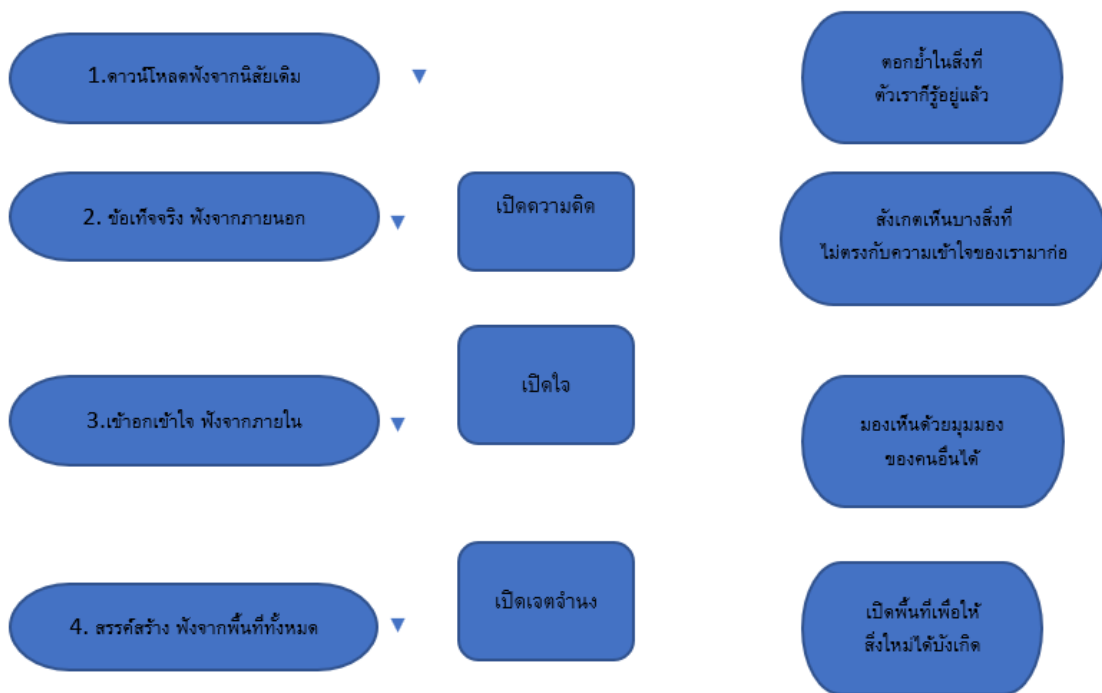 1.ดาวน์โหลดฟังจากนิสัยเดิม
ตอกย้ำในสิ่งที่
ตัวเราก็รู้อยู่แล้ว
2. ข้อเท็จจริง ฟังจากภายนอก
เปิดความคิด
สังเกตเห็นบางสิ่งที่
ไม่ตรงกับความเข้าใจของเรามาก่อ
3.เข้าอกเข้าใจ ฟังจากภายใน
เปิดใจ
มองเห็นด้วยมุมมอง
ของคนอื่นได้
4. สรรค์สร้าง ฟังจากพื้นที่ทั้งหมด
เปิดเจตจำนง
เปิดพื้นที่เพื่อให้
สิ่งใหม่ได้บังเกิด